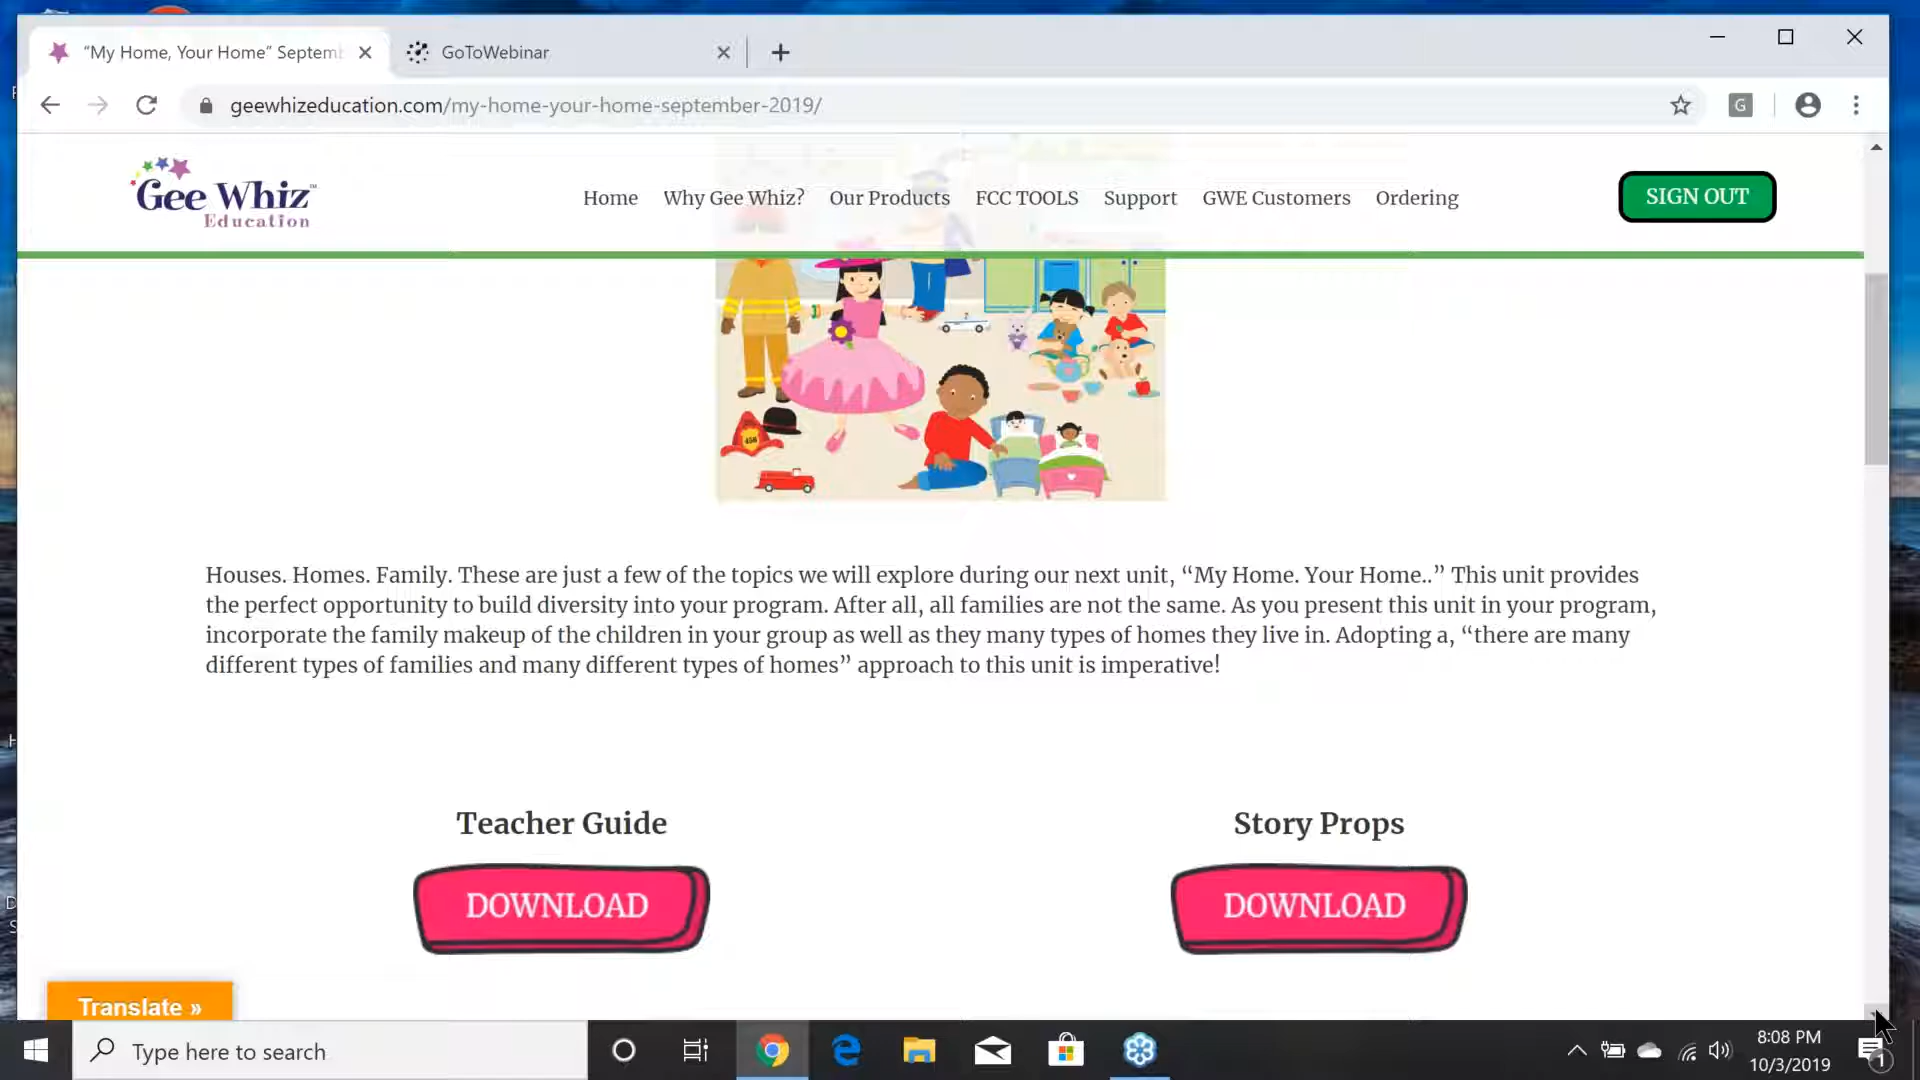 "My Home, Your Home" Septemb
GoToWebinar
geewhizeducation.com/my-home-your-home-september-2019/
G
Gee Whiz™
Education
Home Why Gee Whiz? Our Products FCC TOOLS Support GWE Customers Ordering
SIGN OUT
Houses. Homes. Family. These are just a few of the topics we will explore during our next unit, “My Home. Your Home..” This unit provides
the perfect opportunity to build diversity into your program. After all, all families are not the same. As you present this unit in your program,
incorporate the family makeup of the children in your group as well as they many types of homes they live in. Adopting a, “there are many
different types of families and many different types of homes” approach to this unit is imperative!
Teacher Guide
Story Props
DOWNLOAD
DOWNLOAD
Translate »
Type here to search
8:08 PM
10/3/2019
1